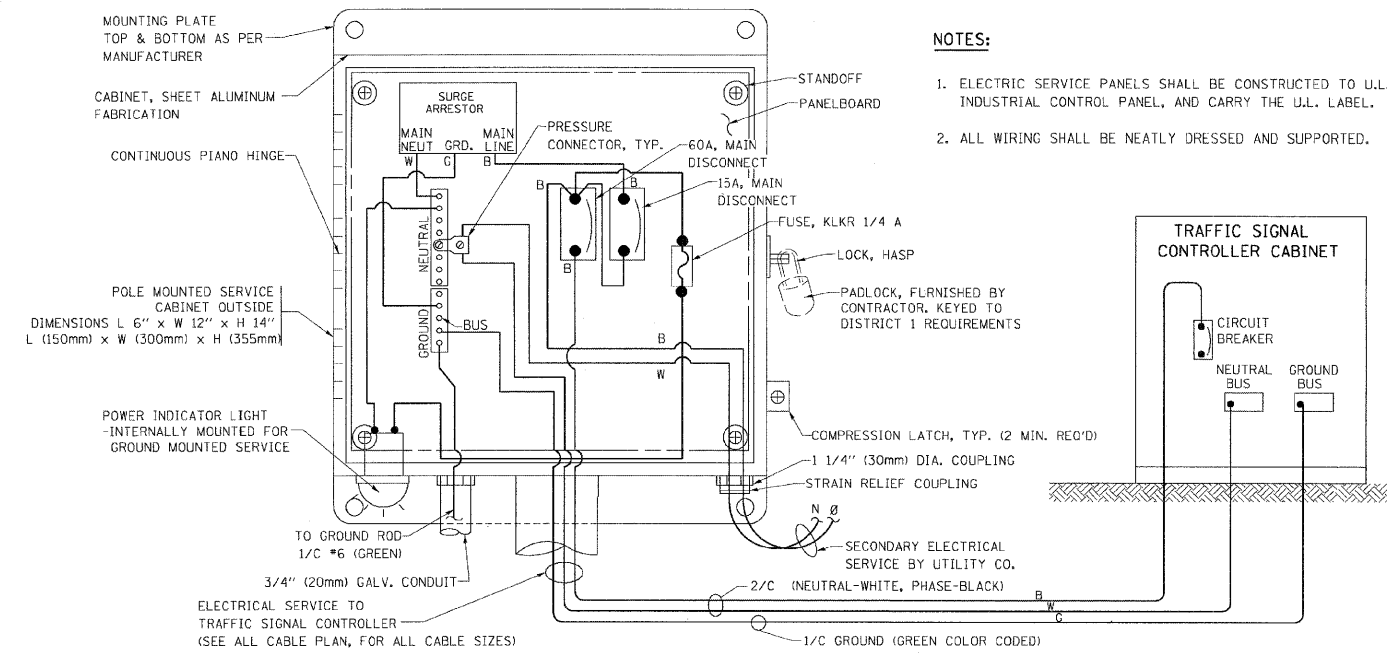 MOUNTING PLATE
TOP & BOTTOM AS PER
MANUFACTURER
CABINET, SHEET ALUMINUM
FABRICATION
CONTINUOUS PIANO HINGE
POLE MOUNTED SERVICE
CABINET OUTSIDE
DIMENSIONS L 6" x W 12" x H 14"
L (150mm) x W (300mm) x H (355mm)
POWER INDICATOR LIGHT
-INTERNALLY MOUNTED FOR
GROUND MOUNTED SERVICE
SURGE
ARRESTOR
MAIN
NEUT
GRD.
MAIN
LINE
W
G
B
PRESSURE
CONNECTOR, TYP.
NEUTRAL
GROUND
BUS
B
B
B
B
W
STANDOFF
PANELBOARD
60A, MAIN
DISCONNECT
15A, MAIN
DISCONNECT
FUSE, KLKR 1/4 A
LOCK, HASP
PADLOCK, FURNISHED BY
CONTRACTOR. KEYED TO
DISTRICT 1 REQUIREMENTS
COMPRESSION LATCH, TYP. (2 MIN. REQ'D)
1 1/4" (30mm) DIA. COUPLING
STRAIN RELIEF COUPLING
N Ø
SECONDARY ELECTRICAL
SERVICE BY UTILITY CO.
TO GROUND ROD
1/C #6 (GREEN)
3/4" (20mm) GALV. CONDUIT
ELECTRICAL SERVICE TO
TRAFFIC SIGNAL CONTROLLER
(SEE ALL CABLE PLAN, FOR ALL CABLE SIZES)
2/C (NEUTRAL-WHITE, PHASE-BLACK)
B
W
G
1/C GROUND (GREEN COLOR CODED)
NOTES:
1. ELECTRIC SERVICE PANELS SHALL BE CONSTRUCTED TO U.L.
INDUSTRIAL CONTROL PANEL, AND CARRY THE U.L. LABEL.
2. ALL WIRING SHALL BE NEATLY DRESSED AND SUPPORTED.
TRAFFIC SIGNAL
CONTROLLER CABINET
CIRCUIT
BREAKER
NEUTRAL
BUS
GROUND
BUS